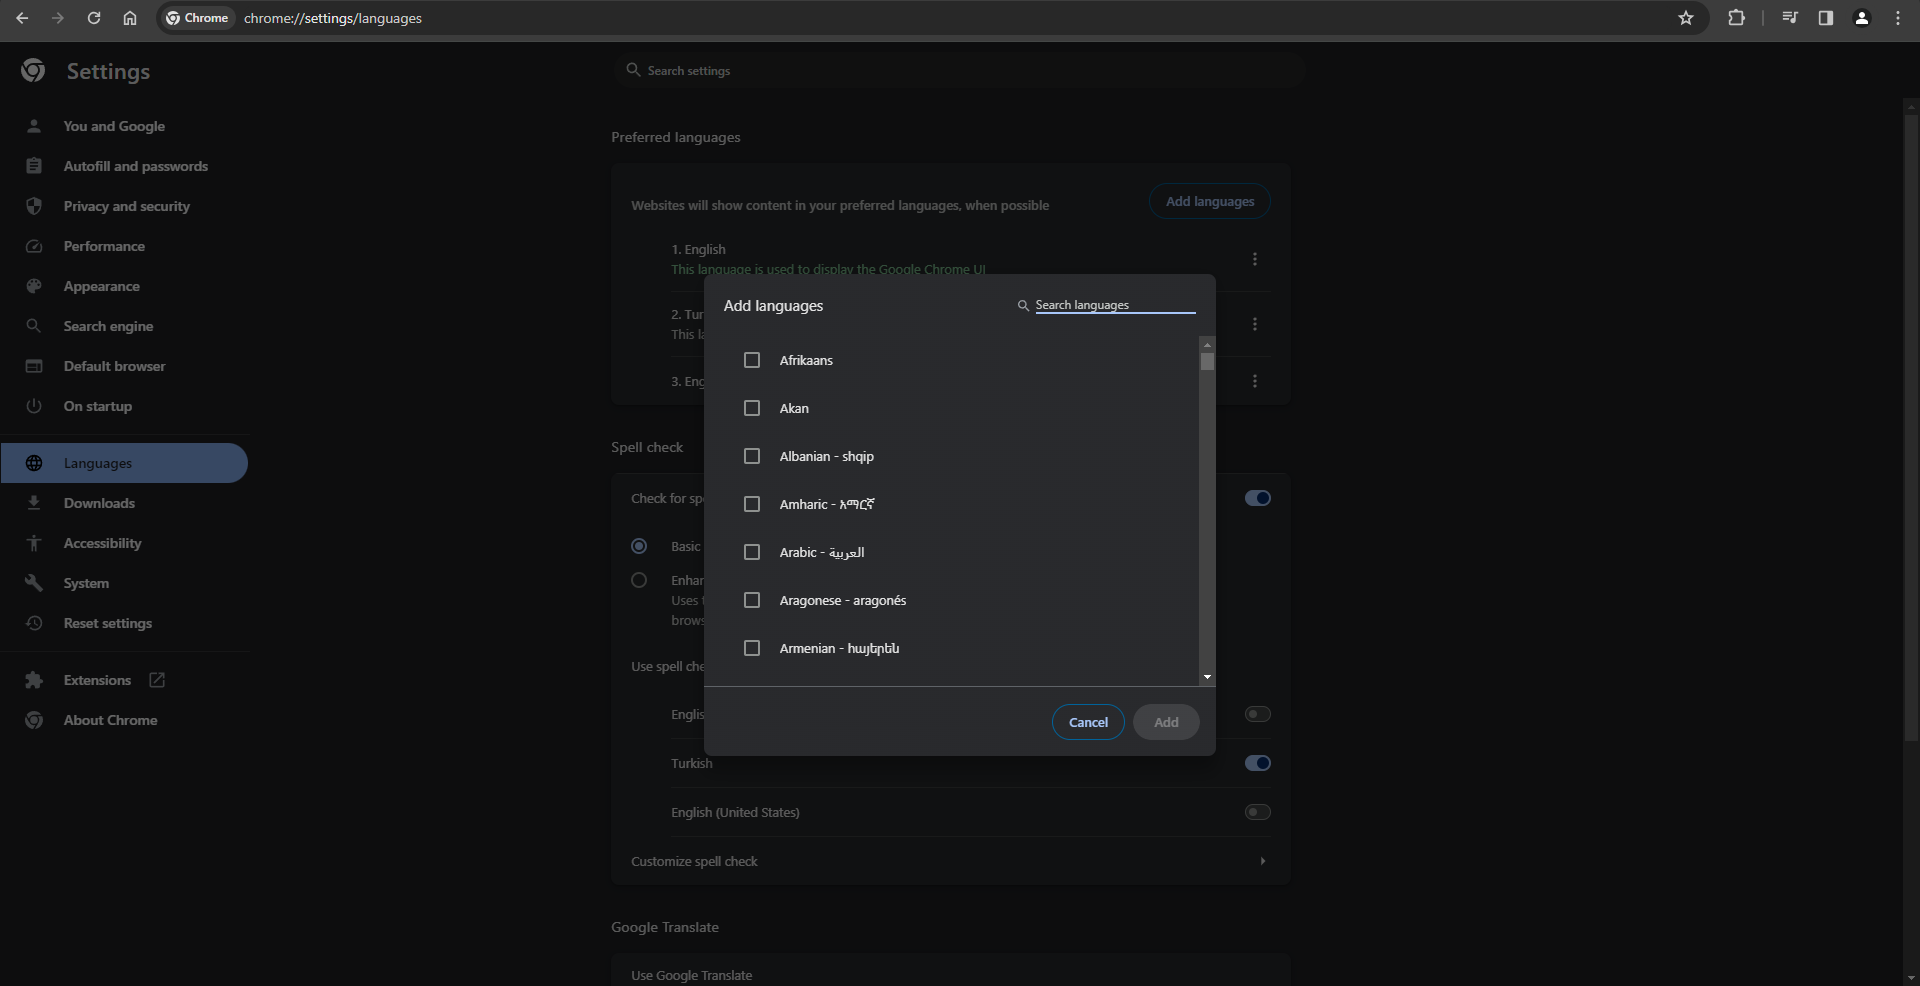 Chrome
chrome://settings/languages
Settings
Search settings
You and Google
Autofill and passwords
Privacy and security
Performance
Appearance
Search engine
Default browser
On startup
Languages
Downloads
Accessibility
System
Reset settings
Extensions
About Chrome
Preferred languages
Websites will show content in your preferred languages, when possible
Add languages
1. English
This language is used to display the Google Chrome UI
2. Tur
This la
3. Eng
Add languages
Search languages
Afrikaans
Akan
Albanian - shqip
Amharic - አማርኛ
Arabic - العربية
Aragonese - aragonés
Armenian - հայերեն
Cancel
Add
Spell check
Check for spe
Basic
Enhan
Uses t
brows
Use spell che
Englis
Turkish
English (United States)
Customize spell check
Google Translate
Use Google Translate